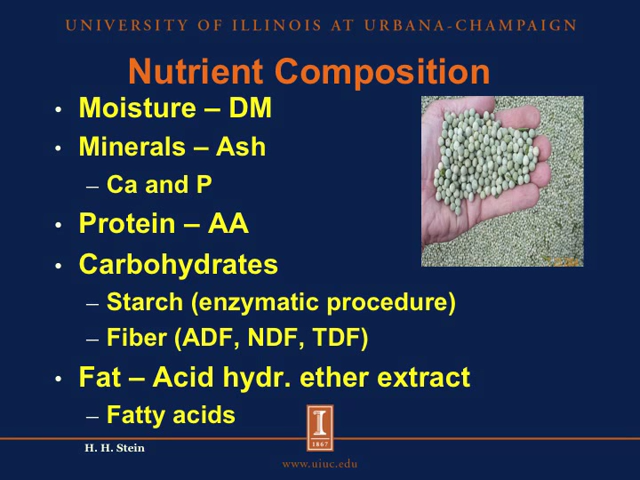 UNIVERSITY OF ILLINOIS AT URBANA-CHAMPAIGN
Nutrient Composition
• Moisture – DM
• Minerals – Ash
– Ca and P
• Protein – AA
• Carbohydrates
– Starch (enzymatic procedure)
– Fiber (ADF, NDF, TDF)
• Fat – Acid hydr. ether extract
– Fatty acids
I
1867
H. H. Stein
www.uiuc.edu